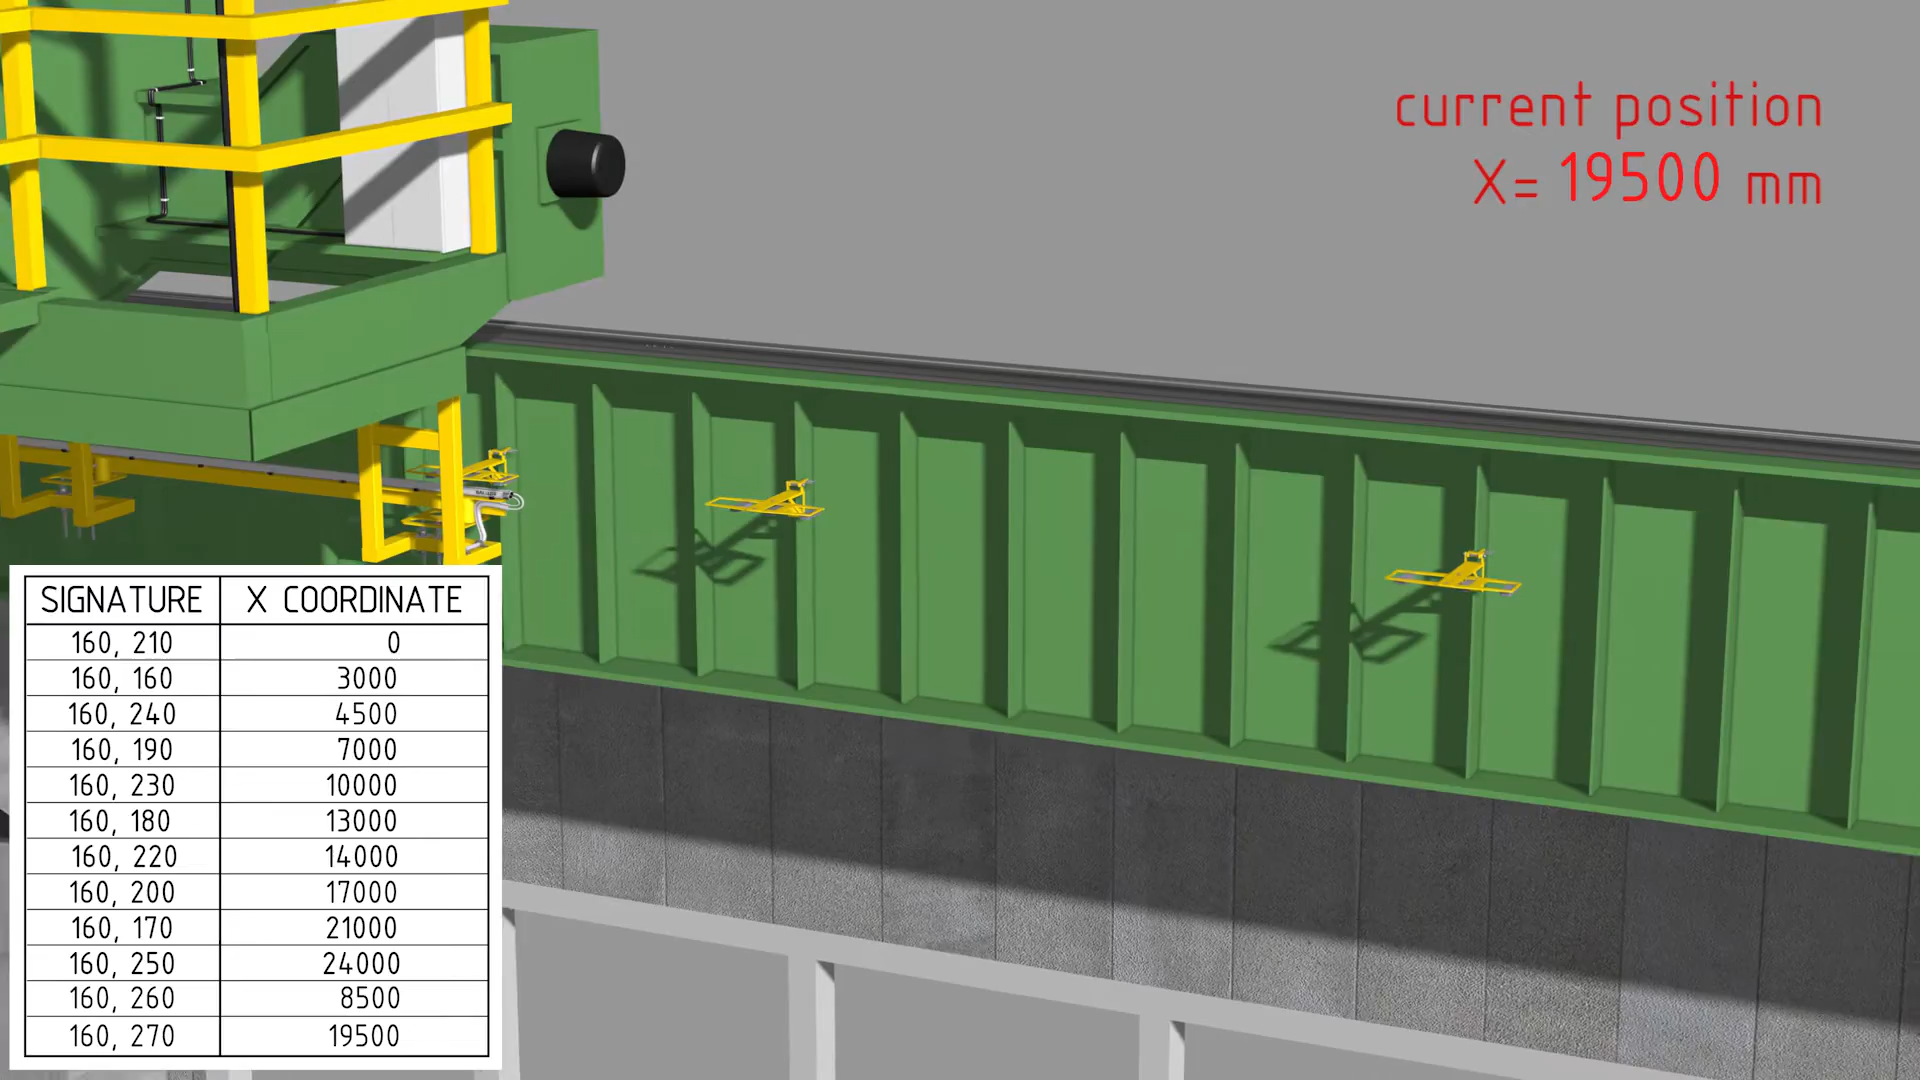 current position
X= 19500 mm
SIGNATURE X COORDINATE
160, 210 0
160, 160 3000
160, 240 4500
160, 190 7000
160, 230 10000
160, 180 13000
160, 220 14000
160, 200 17000
160, 170 21000
160, 250 24000
160, 260 8500
160, 270 19500